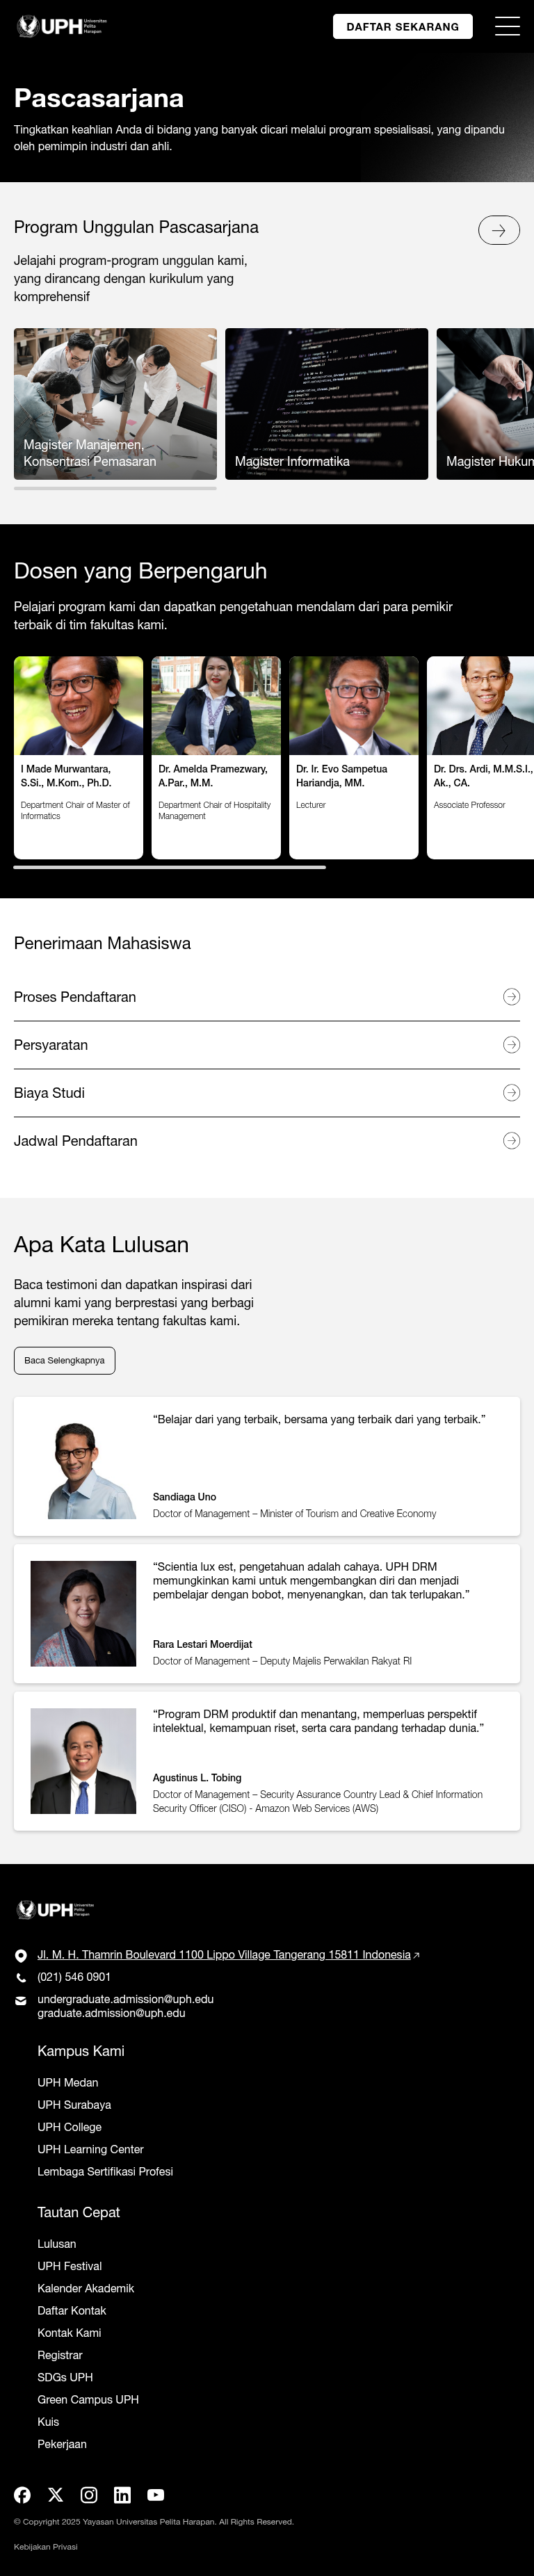 UPH Universitas Pelita Harapan
DAFTAR SEKARANG
Pascasarjana
Tingkatkan keahlian Anda di bidang yang banyak dicari melalui program spesialisasi, yang dipandu
oleh pemimpin industri dan ahli.
Program Unggulan Pascasarjana
Jelajahi program-program unggulan kami,
yang dirancang dengan kurikulum yang
komprehensif
Magister Manajemen,
Konsentrasi Pemasaran
Magister Informatika
Magister Hukum
Dosen yang Berpengaruh
Pelajari program kami dan dapatkan pengetahuan mendalam dari para pemikir
terbaik di tim fakultas kami.
I Made Murwantara,
S.Si., M.Kom., Ph.D.
Department Chair of Master of
Informatics
Dr. Amelda Pramezwary,
A.Par., M.M.
Department Chair of Hospitality
Management
Dr. Ir. Evo Sampetua
Hariandja, MM.
Lecturer
Dr. Drs. Ardi, M.M.S.I.,
Ak., CA.
Associate Professor
Penerimaan Mahasiswa
Proses Pendaftaran
Persyaratan
Biaya Studi
Jadwal Pendaftaran
Apa Kata Lulusan
Baca testimoni dan dapatkan inspirasi dari
alumni kami yang berprestasi yang berbagi
pemikiran mereka tentang fakultas kami.
Baca Selengkapnya
“Belajar dari yang terbaik, bersama yang terbaik dari yang terbaik.”
Sandiaga Uno
Doctor of Management – Minister of Tourism and Creative Economy
“Scientia lux est, pengetahuan adalah cahaya. UPH DRM
memungkinkan kami untuk mengembangkan diri dan menjadi
pembelajar dengan bobot, menyenangkan, dan tak terlupakan.”
Rara Lestari Moerdijat
Doctor of Management – Deputy Majelis Perwakilan Rakyat RI
“Program DRM produktif dan menantang, memperluas perspektif
intelektual, kemampuan riset, serta cara pandang terhadap dunia.”
Agustinus L. Tobing
Doctor of Management – Security Assurance Country Lead & Chief Information
Security Officer (CISO) - Amazon Web Services (AWS)
UPH Universitas Pelita Harapan
Jl. M. H. Thamrin Boulevard 1100 Lippo Village Tangerang 15811 Indonesia
(021) 546 0901
undergraduate.admission@uph.edu
graduate.admission@uph.edu
Kampus Kami
UPH Medan
UPH Surabaya
UPH College
UPH Learning Center
Lembaga Sertifikasi Profesi
Tautan Cepat
Lulusan
UPH Festival
Kalender Akademik
Daftar Kontak
Kontak Kami
Registrar
SDGs UPH
Green Campus UPH
Kuis
Pekerjaan
© Copyright 2025 Yayasan Universitas Pelita Harapan. All Rights Reserved.
Kebijakan Privasi